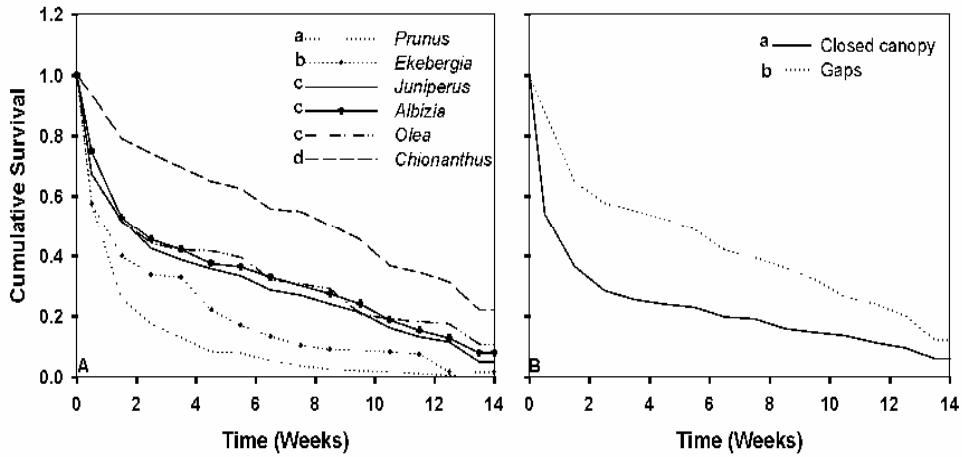 1.2
1.0
0.8
0.6
0.4
0.2
0.0
Cumulative Survival
a Prunus
b Ekebergia
c Juniperus
c Albizia
c Olea
d Chionanthus
A
0 2 4 6 8 10 12 14
Time (Weeks)
a Closed canopy
b Gaps
B
0 2 4 6 8 10 12 14
Time (Weeks)